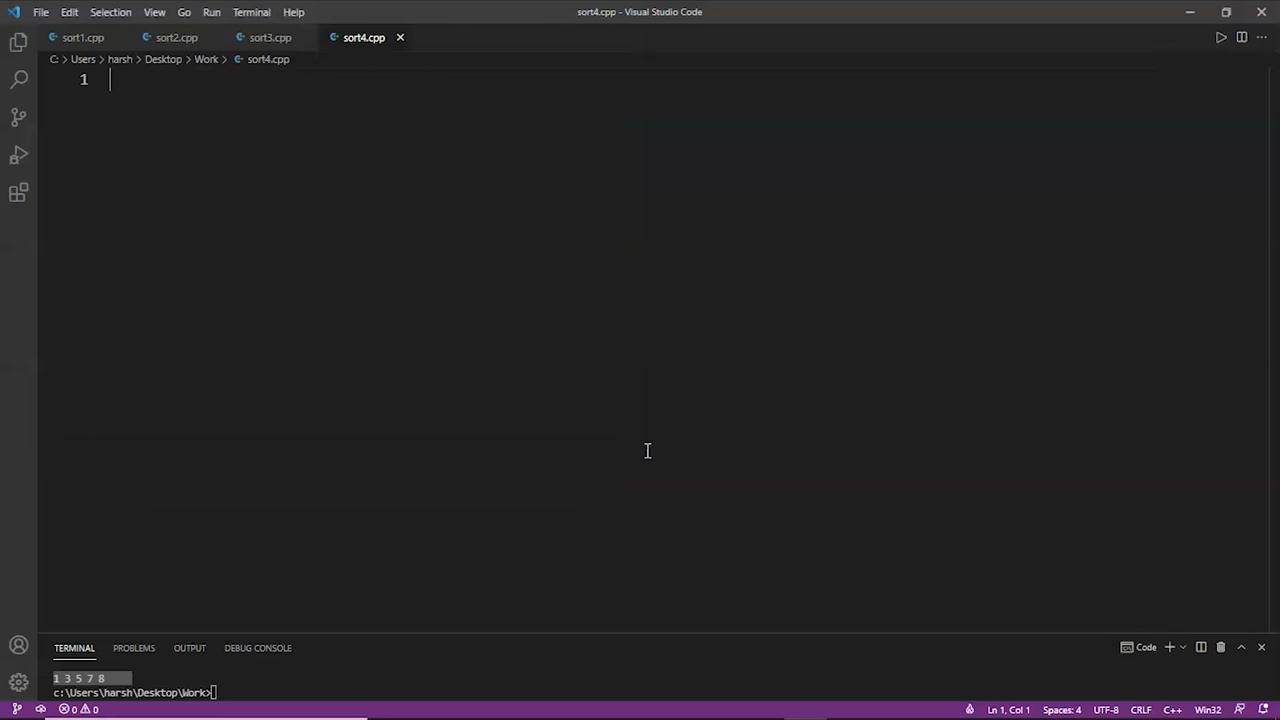 File Edit Selection View Go Run Terminal Help sort4.cpp - Visual Studio Code
sort1.cpp sort2.cpp sort3.cpp sort4.cpp
C: > Users > harsh > Desktop > Work > sort4.cpp
1
TERMINAL PROBLEMS OUTPUT DEBUG CONSOLE Code
1 3 5 7 8
c:\Users\harsh\Desktop\Work>
0 0 Ln 1, Col 1 Spaces: 4 UTF-8 CRLF C++ Win32